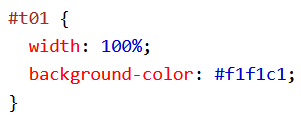 #t01 {
  width: 100%;
  background-color: #f1f1c1;
}